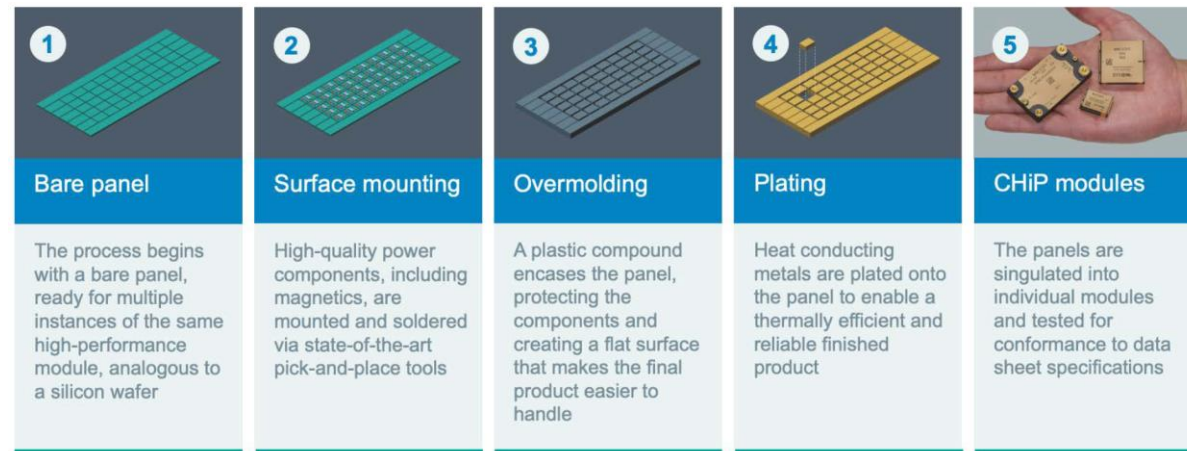 1
Bare panel
The process begins
with a bare panel,
ready for multiple
instances of the same
high-performance
module, analogous to
a silicon wafer
2
Surface mounting
High-quality power
components, including
magnetics, are
mounted and soldered
via state-of-the-art
pick-and-place tools
3
Overmolding
A plastic compound
encases the panel,
protecting the
components and
creating a flat surface
that makes the final
product easier to
handle
4
Plating
Heat conducting
metals are plated onto
the panel to enable a
thermally efficient and
reliable finished
product
5
CHiP modules
The panels are
singulated into
individual modules
and tested for
conformance to data
sheet specifications